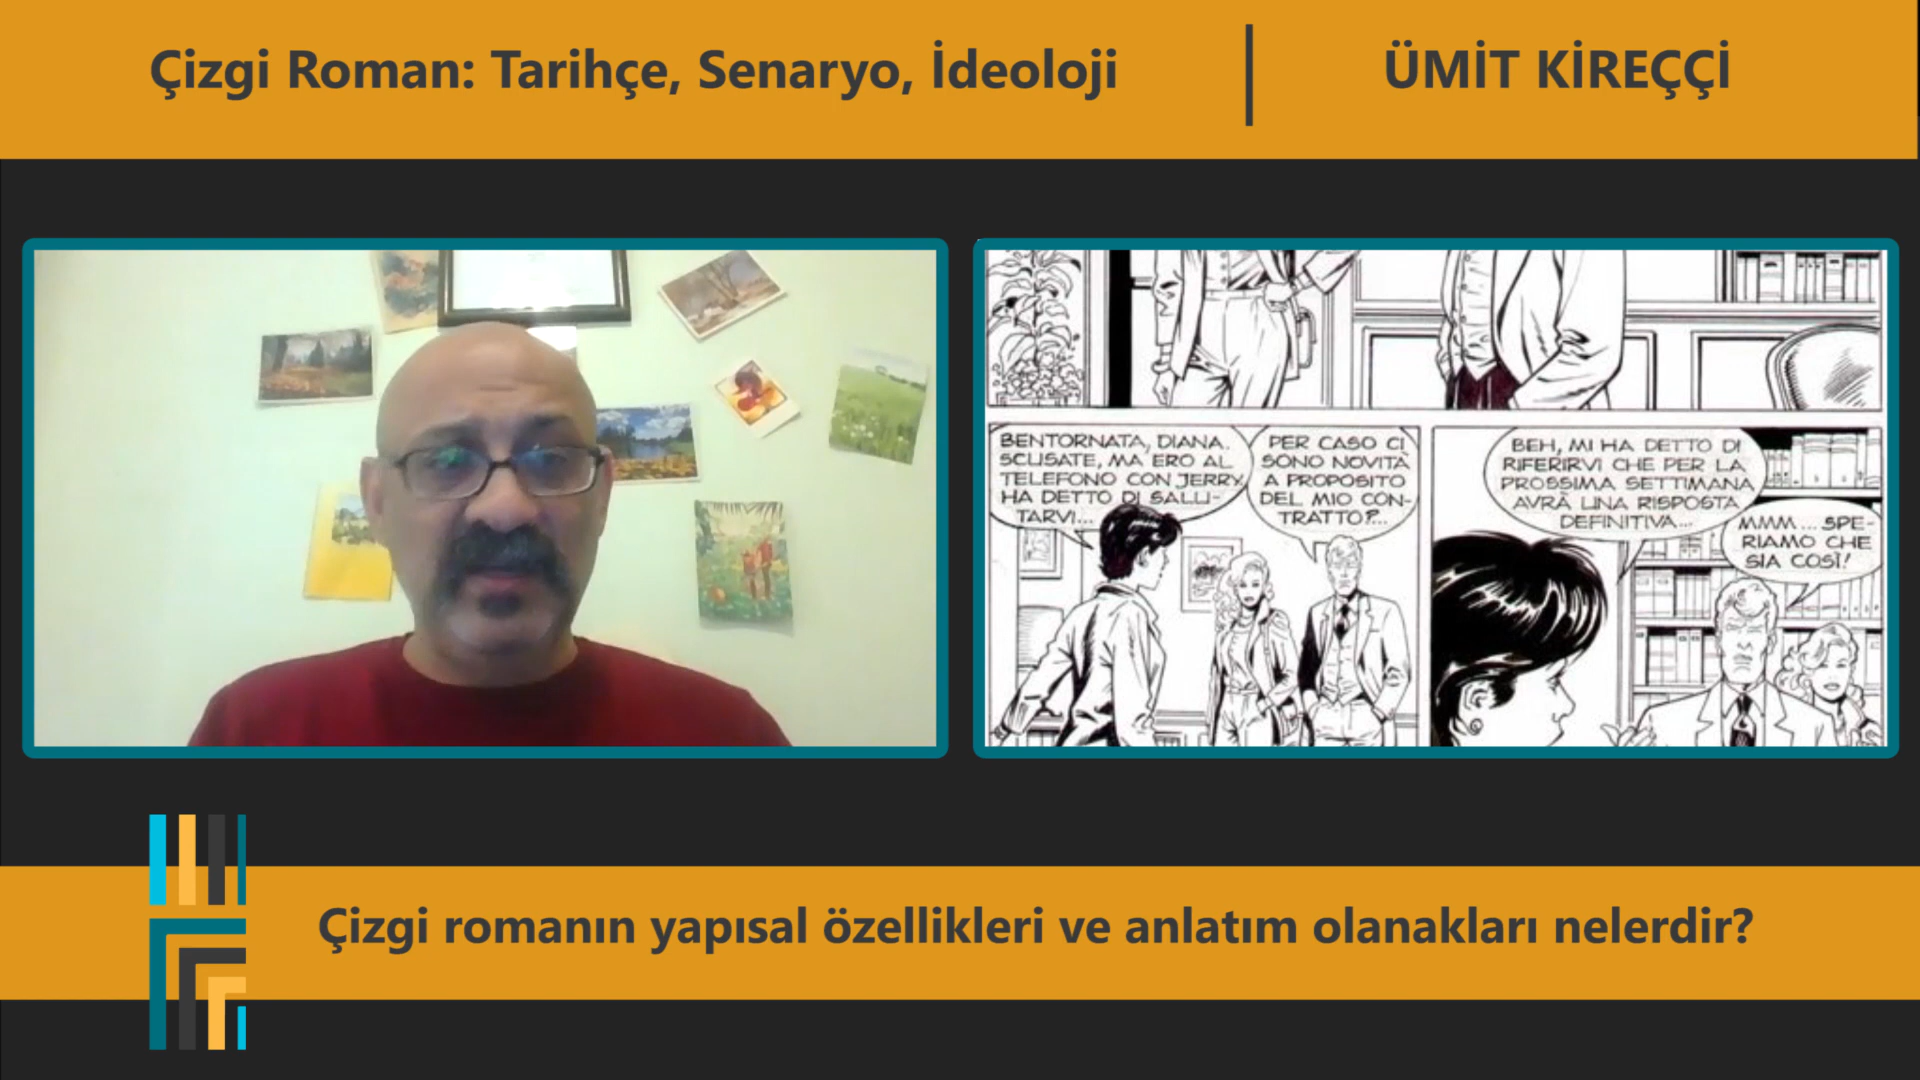 Çizgi Roman: Tarihçe, Senaryo, İdeoloji
ÜMİT KİREÇÇİ
BENTORNATA, DIANA.
SCUSATE, MA ERO AL
TELEFONO CON JERRY.
HA DETTO DI SALU-
TARVI...
PER CASO CI
SONO NOVITÀ
A PROPOSITO
DEL MIO CON-
TRATTO?...
BEH, MI HA DETTO DI
RIFERIRVI CHE PER LA
PROSSIMA SETTIMANA
AVRÀ UNA RISPOSTA
DEFINITIVA...
MMM... SPE-
RIAMO CHE
SIA COSÌ!
Çizgi romanın yapısal özellikleri ve anlatım olanakları nelerdir?